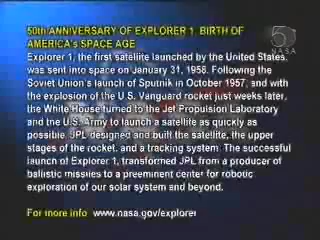 50th ANNIVERSARY OF EXPLORER 1: BIRTH OF
AMERICA's SPACE AGE
Explorer 1, the first satellite launched by the United States,
was sent into space on January 31, 1958. Following the
Soviet Union's launch of Sputnik in October 1957, and with
the explosion of the U.S. Vanguard rocket just weeks later,
the White House turned to the Jet Propulsion Laboratory
and the U.S. Army to launch a satellite as quickly as
possible. JPL designed and built the satellite, the upper
stages of the rocket, and a tracking system. The successful
launch of Explorer 1, transformed JPL from a producer of
ballistic missiles to a preeminent center for robotic
exploration of our solar system and beyond.
For more info www.nasa.gov/explorer
50
NASA